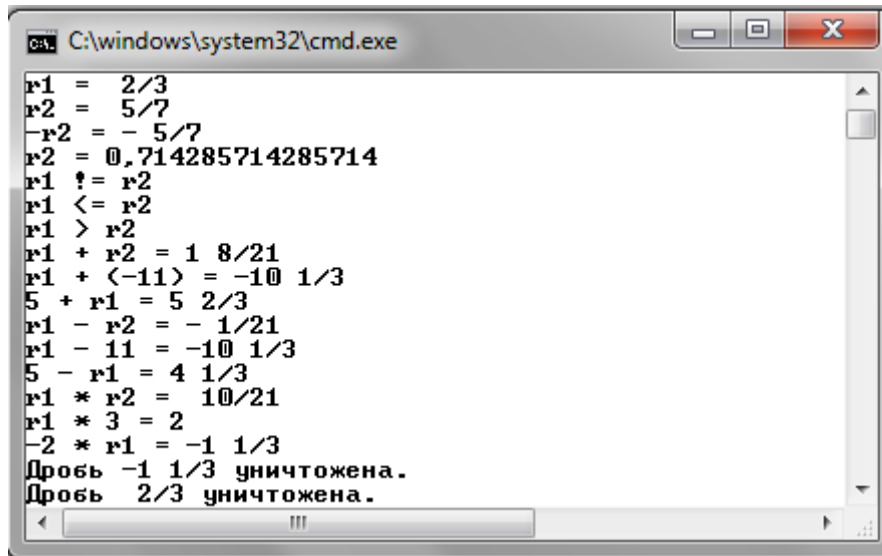 C:\windows\system32\cmd.exe
r1 =  2/3
r2 =  5/7
-r2 = - 5/7
r2 = 0,714285714285714
r1 != r2
r1 <= r2
r1 > r2
r1 + r2 = 1 8/21
r1 + (-11) = -10 1/3
5 + r1 = 5 2/3
r1 - r2 = - 1/21
r1 - 11 = -10 1/3
5 - r1 = 4 1/3
r1 * r2 =  10/21
r1 * 3 = 2
-2 * r1 = -1 1/3
Дробь -1 1/3 уничтожена.
Дробь  2/3 уничтожена.